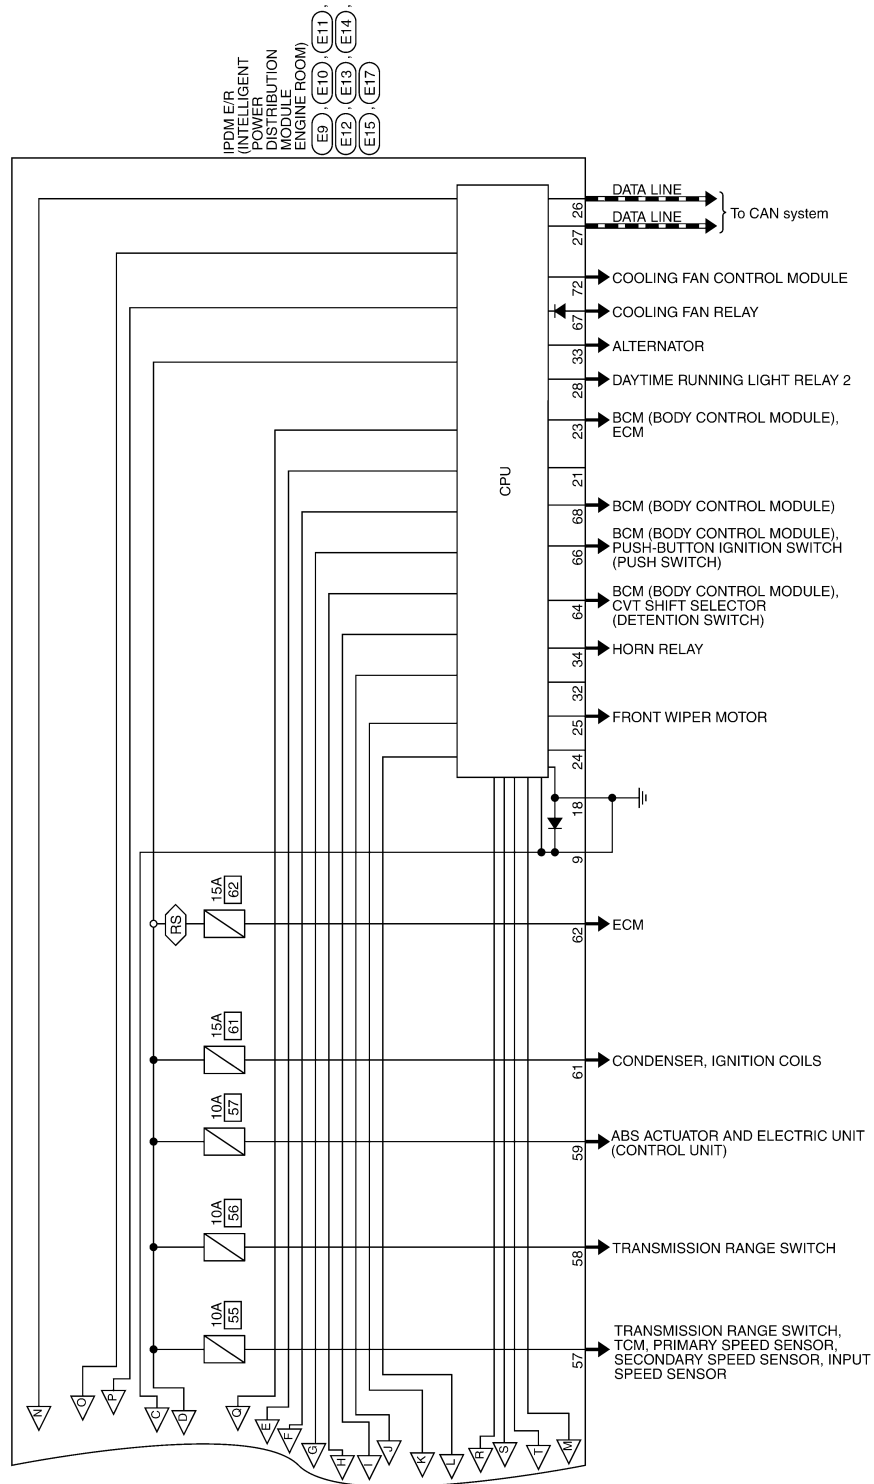 IPDM E/R
(INTELLIGENT
POWER
DISTRIBUTION
MODULE
ENGINE ROOM)
E9 , E10 , E11 ,
E12 , E13 , E14 ,
E15 , E17
CPU
26 DATA LINE
27 DATA LINE
To CAN system
72 COOLING FAN CONTROL MODULE
67 COOLING FAN RELAY
33 ALTERNATOR
28 DAYTIME RUNNING LIGHT RELAY 2
23 BCM (BODY CONTROL MODULE),
ECM
21
68 BCM (BODY CONTROL MODULE)
66 BCM (BODY CONTROL MODULE),
PUSH-BUTTON IGNITION SWITCH
(PUSH SWITCH)
64 BCM (BODY CONTROL MODULE),
CVT SHIFT SELECTOR
(DETENTION SWITCH)
34 HORN RELAY
32
25 FRONT WIPER MOTOR
24
18
9
RS
15A
62
62 ECM
15A
61
61 CONDENSER, IGNITION COILS
10A
57
59 ABS ACTUATOR AND ELECTRIC UNIT
(CONTROL UNIT)
10A
56
58 TRANSMISSION RANGE SWITCH
10A
55
57 TRANSMISSION RANGE SWITCH,
TCM, PRIMARY SPEED SENSOR,
SECONDARY SPEED SENSOR, INPUT
SPEED SENSOR
N O P C D Q E F G H I J K L R S T M